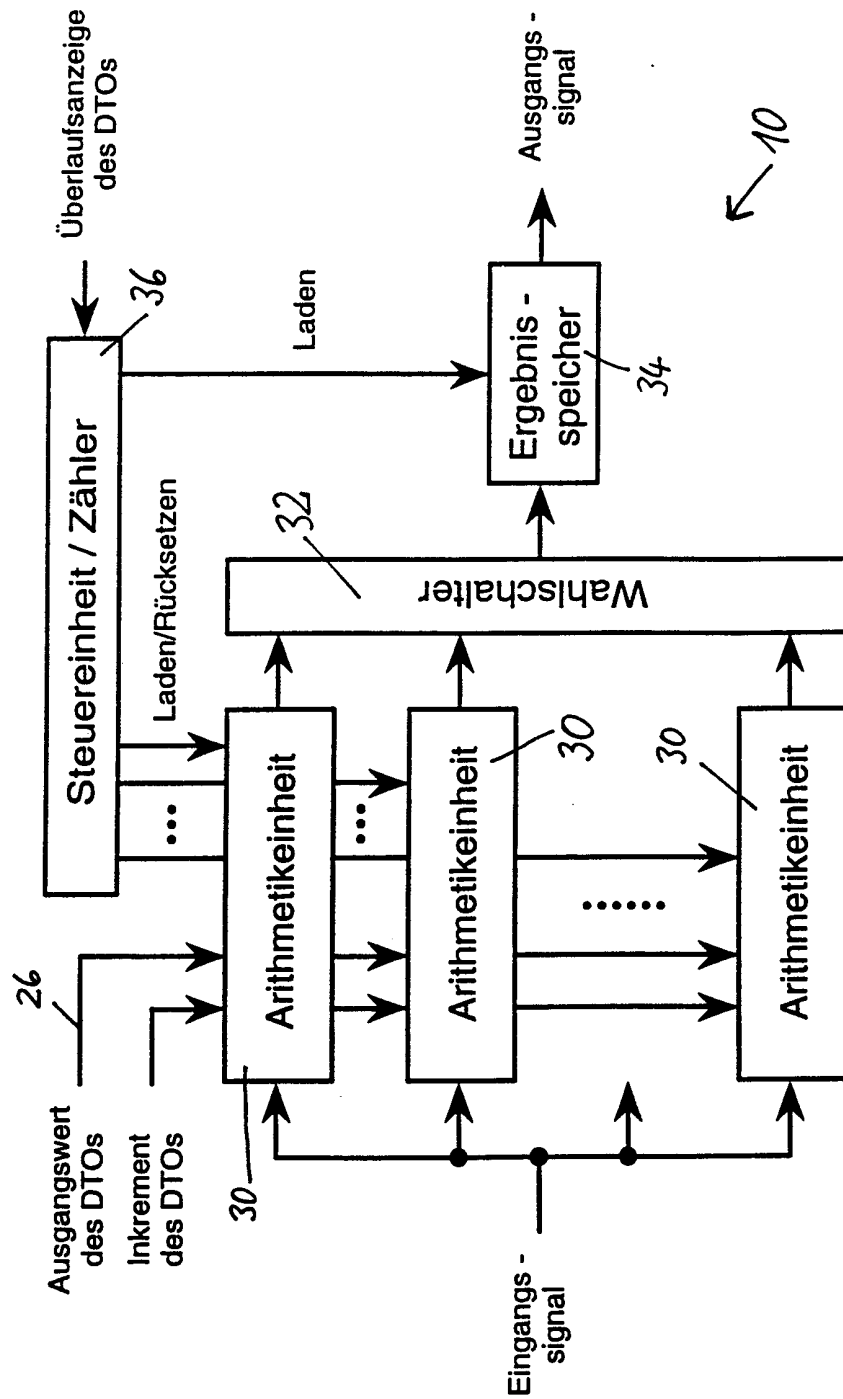 Überlaufsanzeige
des DTOs
36
Steuereinheit / Zähler
26
Ausgangswert
des DTOs
Inkrement
des DTOs
Laden/Rücksetzen
Laden
...
30
Arithmetikeinheit
...
Arithmetikeinheit
30
......
30
Arithmetikeinheit
32
Wahlschalter
Ergebnis -
speicher
34
Ausgangs -
signal
Eingangs -
signal
10